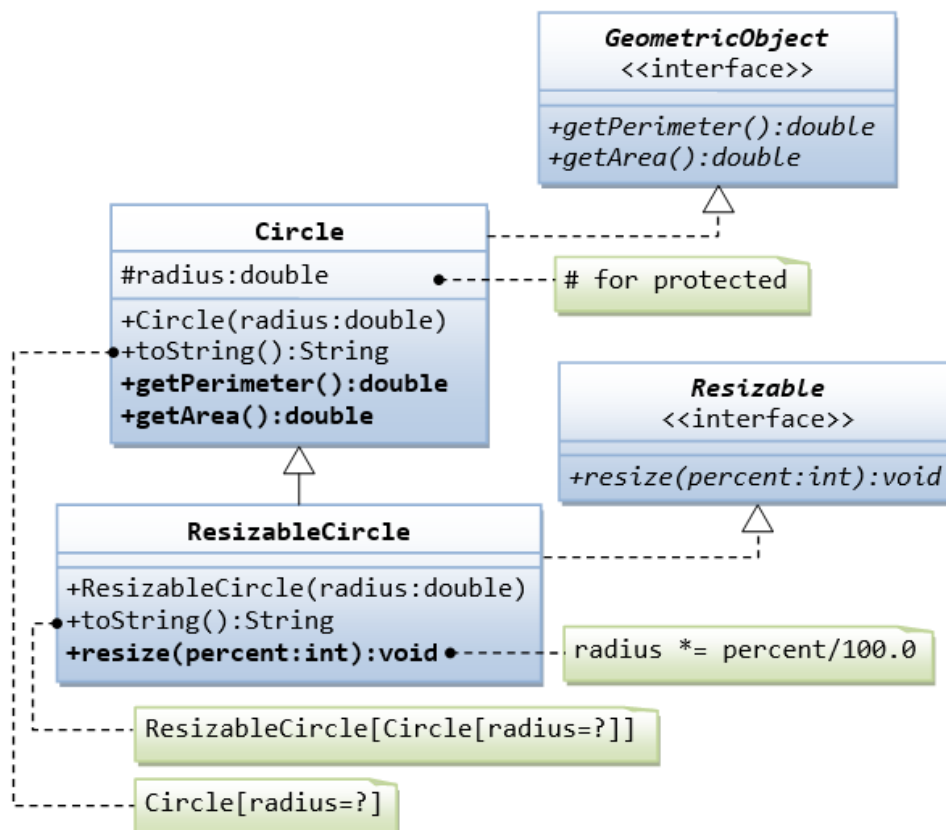 GeometricObject
<<interface>>
+getPerimeter():double
+getArea():double
Circle
#radius:double
# for protected
+Circle(radius:double)
+toString():String
+getPerimeter():double
+getArea():double
Resizable
<<interface>>
+resize(percent:int):void
ResizableCircle
+ResizableCircle(radius:double)
+toString():String
+resize(percent:int):void
radius *= percent/100.0
ResizableCircle[Circle[radius=?]]
Circle[radius=?]